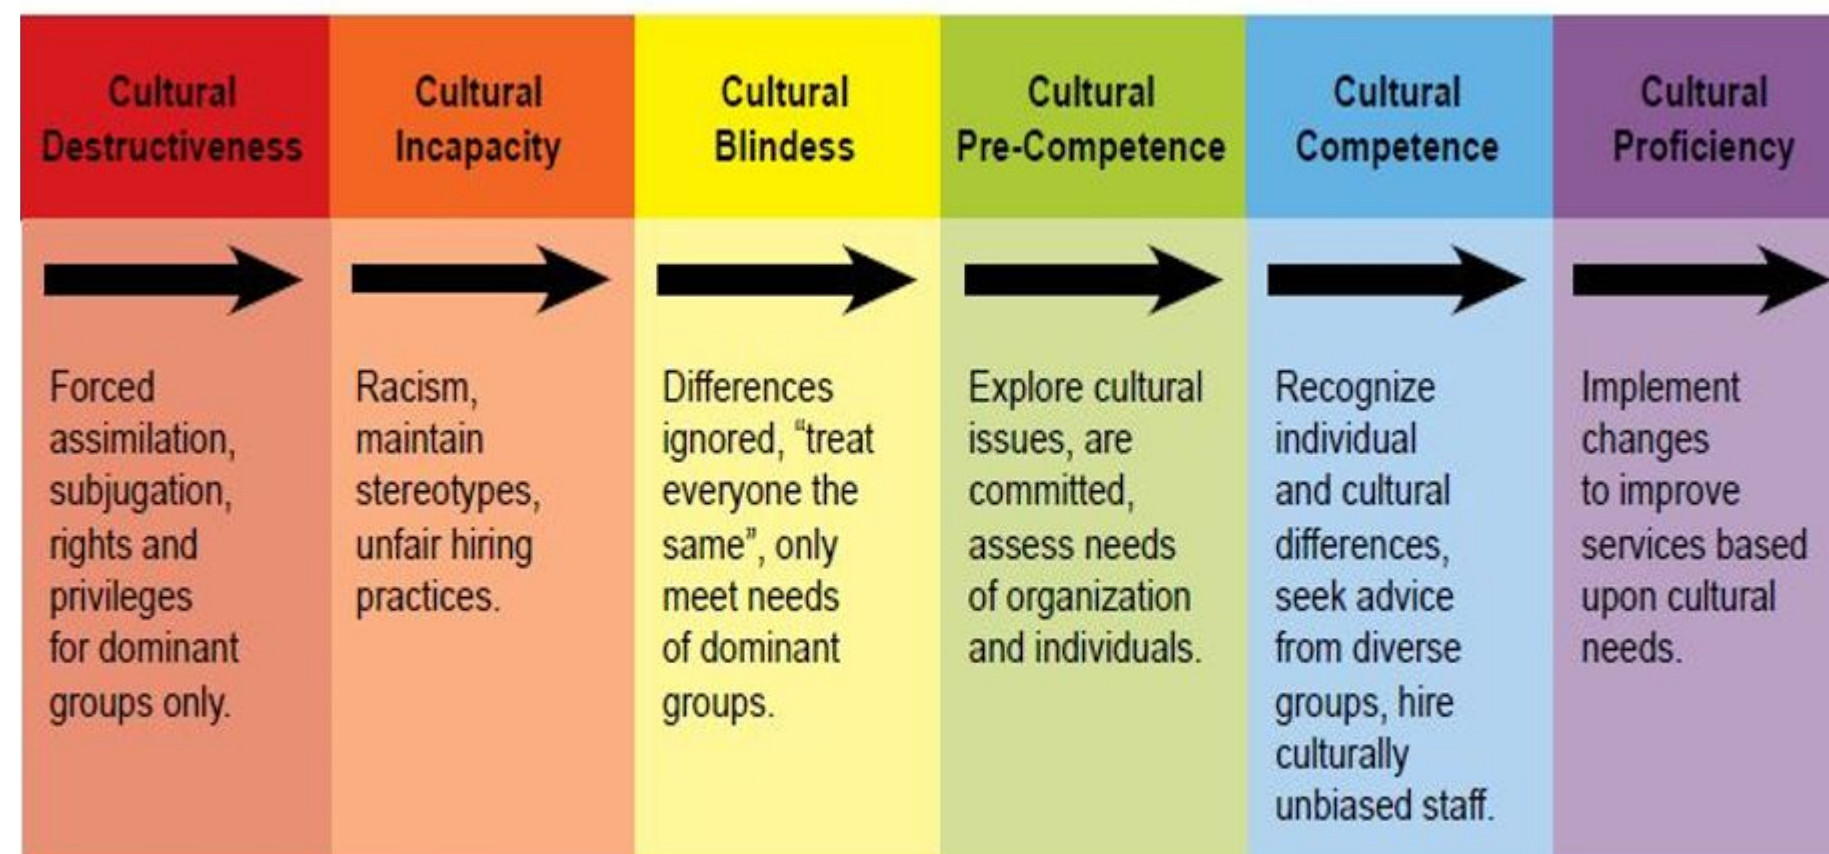 Cultural
Destructiveness
Cultural
Incapacity
Cultural
Blindess
Cultural
Pre-Competence
Cultural
Competence
Cultural
Proficiency
Forced
assimilation,
subjugation,
rights and
privileges
for dominant
groups only.
Racism,
maintain
stereotypes,
unfair hiring
practices.
Differences
ignored, “treat
everyone the
same”, only
meet needs
of dominant
groups.
Explore cultural
issues, are
committed,
assess needs
of organization
and individuals.
Recognize
individual
and cultural
differences,
seek advice
from diverse
groups, hire
culturally
unbiased staff.
Implement
changes
to improve
services based
upon cultural
needs.